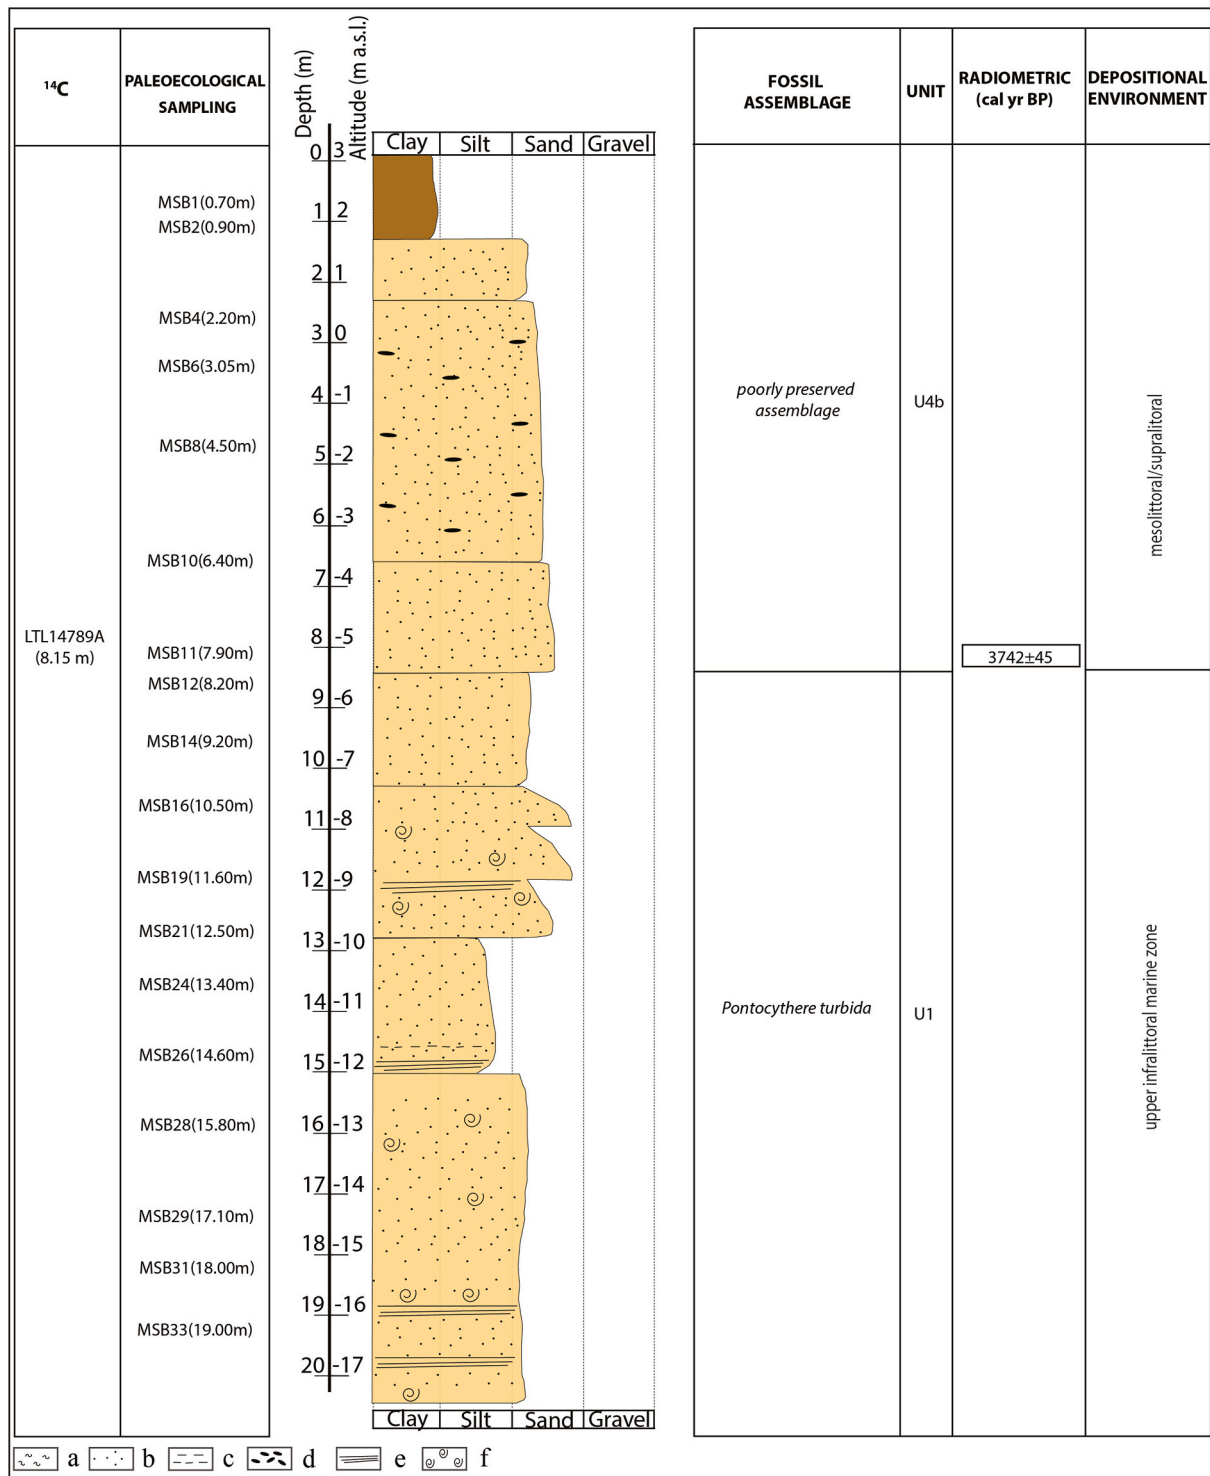 ¹⁴C
PALEOECOLOGICAL
SAMPLING
Depth (m)
Altitude (m a.s.l.)
FOSSIL
ASSEMBLAGE
UNIT
RADIOMETRIC
(cal yr BP)
DEPOSITIONAL
ENVIRONMENT
Clay Silt Sand Gravel
0 3
MSB1(0.70m)
1 2
MSB2(0.90m)
2 1
MSB4(2.20m)
3 0
MSB6(3.05m)
4 -1
poorly preserved
assemblage
U4b
mesolittoral/supralitoral
MSB8(4.50m)
5 -2
6 -3
MSB10(6.40m)
7 -4
LTL14789A
(8.15 m)
8 -5
MSB11(7.90m)
3742±45
MSB12(8.20m)
9 -6
MSB14(9.20m)
10 -7
MSB16(10.50m)
11 -8
MSB19(11.60m)
12 -9
MSB21(12.50m)
13 -10
MSB24(13.40m)
14 -11
Pontocythere turbida
U1
upper infralittoral marine zone
MSB26(14.60m)
15 -12
MSB28(15.80m)
16 -13
17 -14
MSB29(17.10m)
18 -15
MSB31(18.00m)
19 -16
MSB33(19.00m)
20 -17
Clay Silt Sand Gravel
a b c d e f